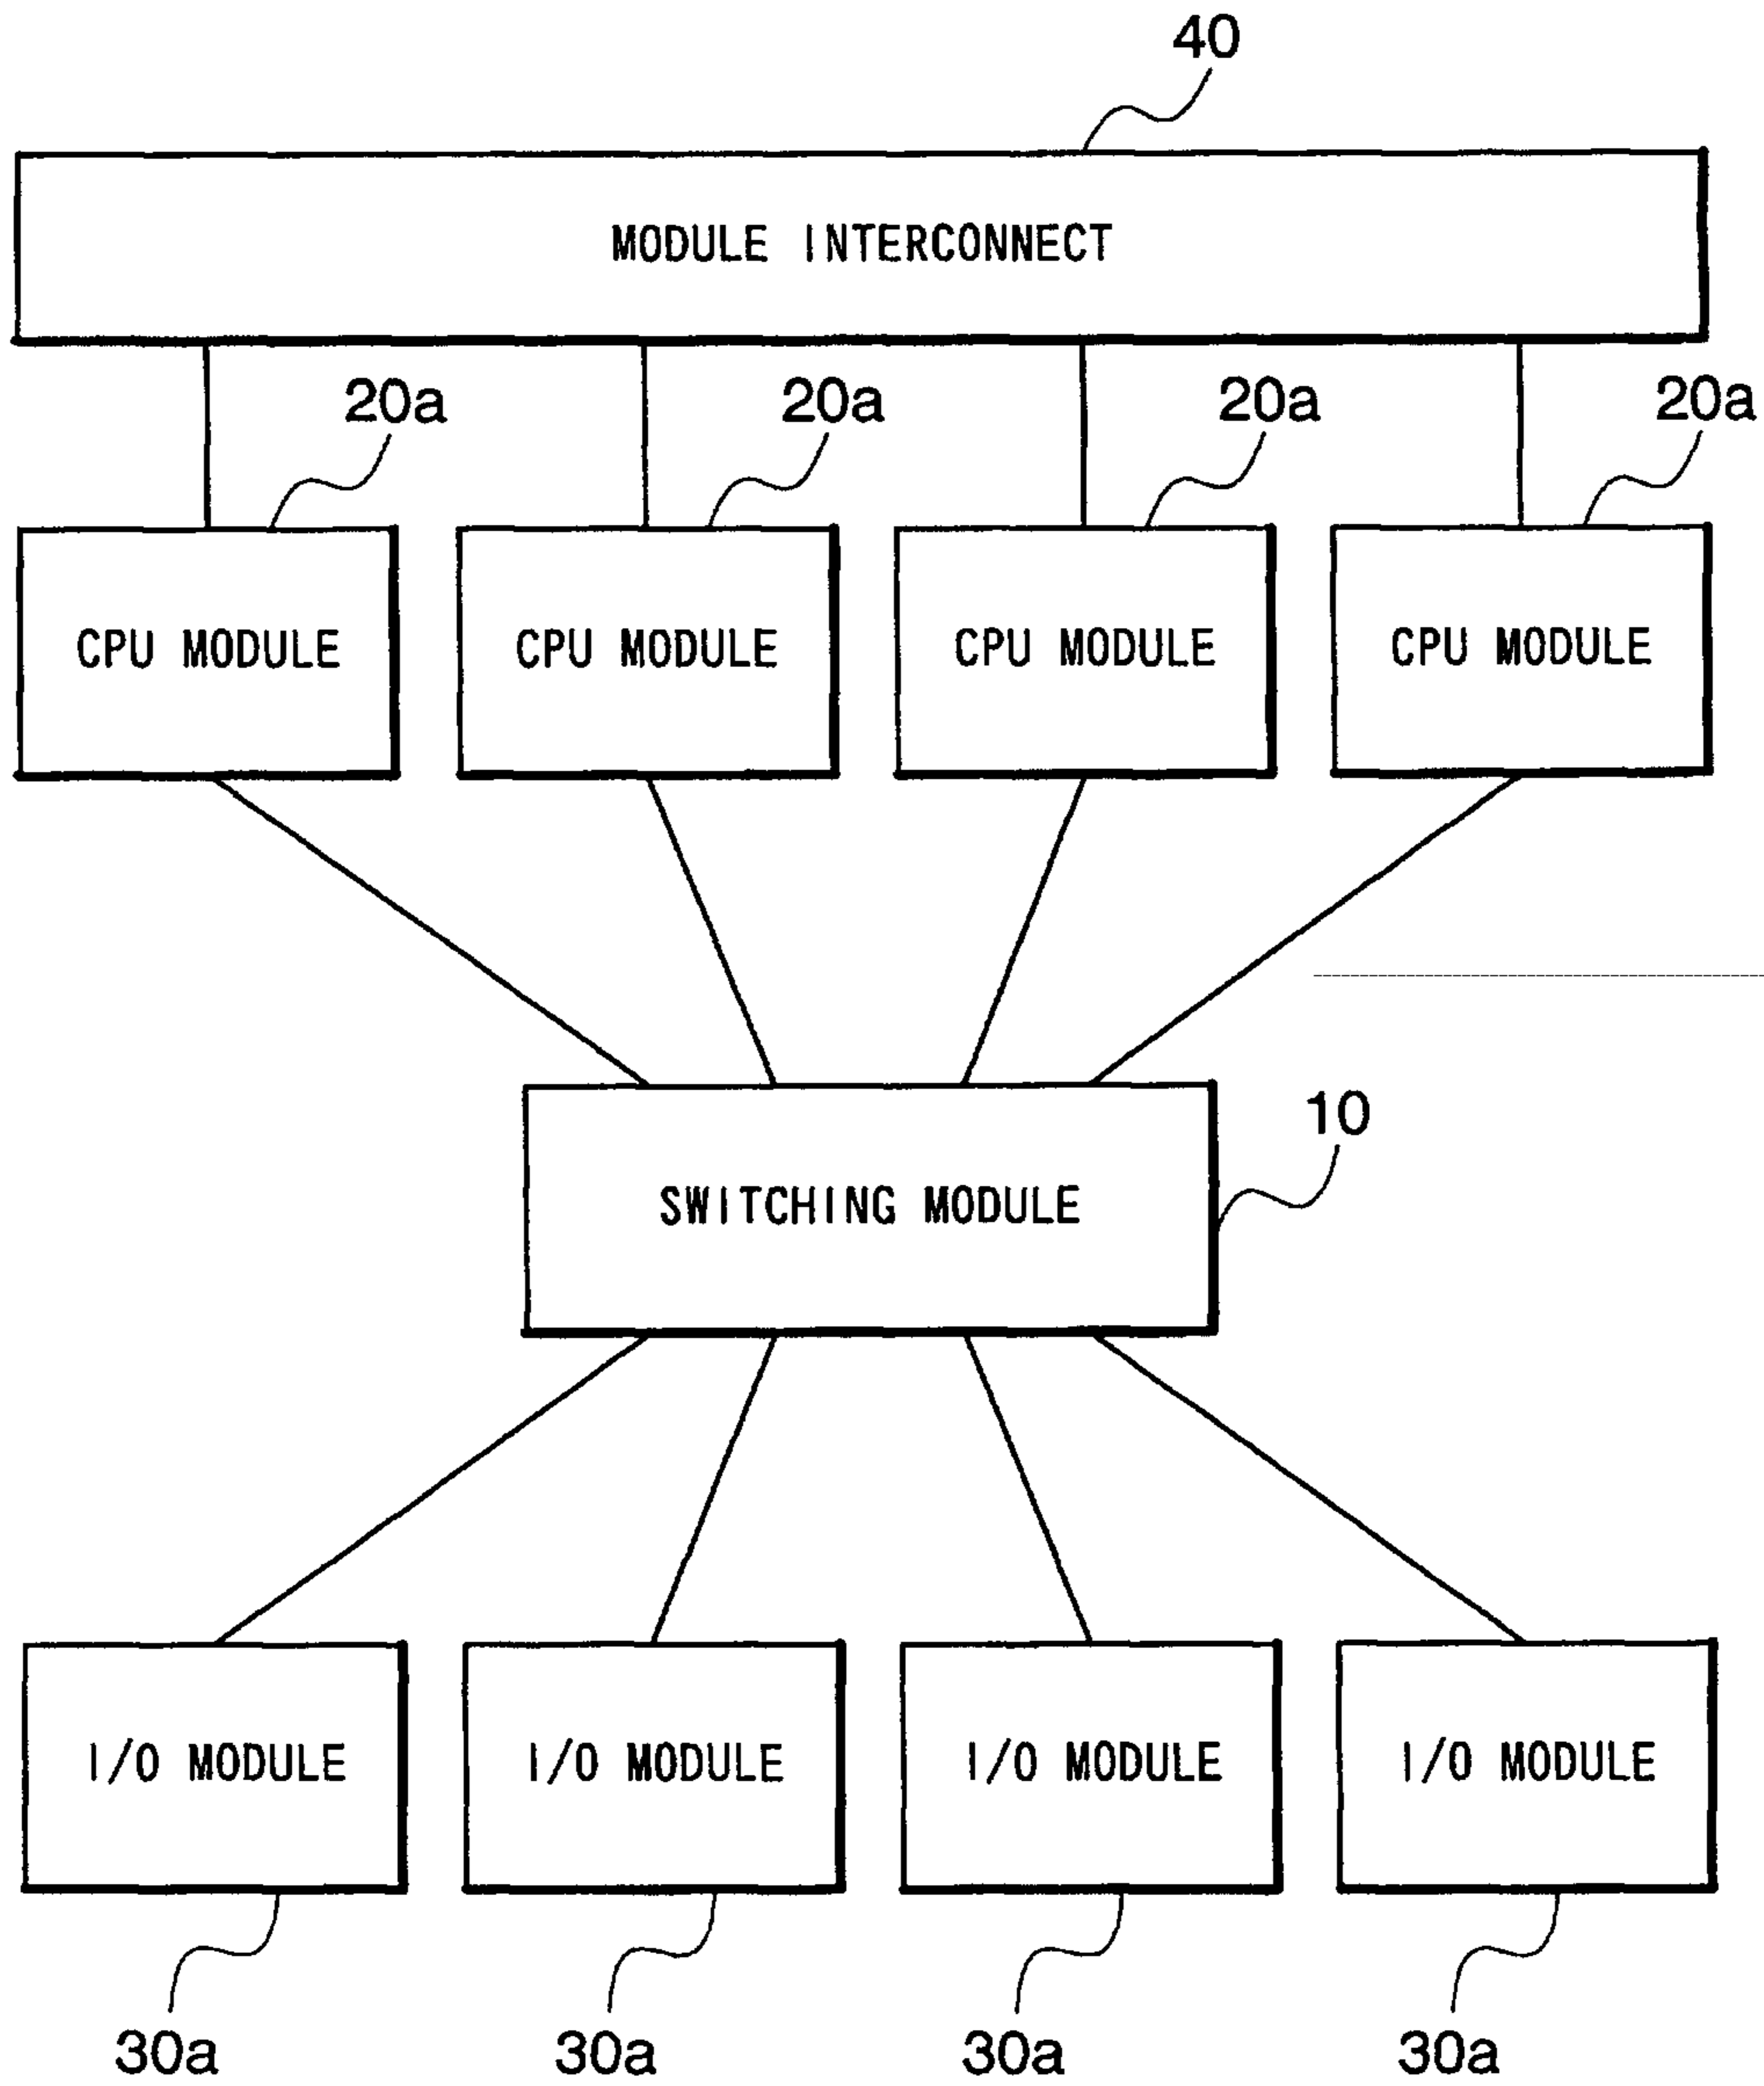 40
MODULE INTERCONNECT
20a 20a 20a 20a
CPU MODULE CPU MODULE CPU MODULE CPU MODULE
10
SWITCHING MODULE
I/O MODULE I/O MODULE I/O MODULE I/O MODULE
30a 30a 30a 30a